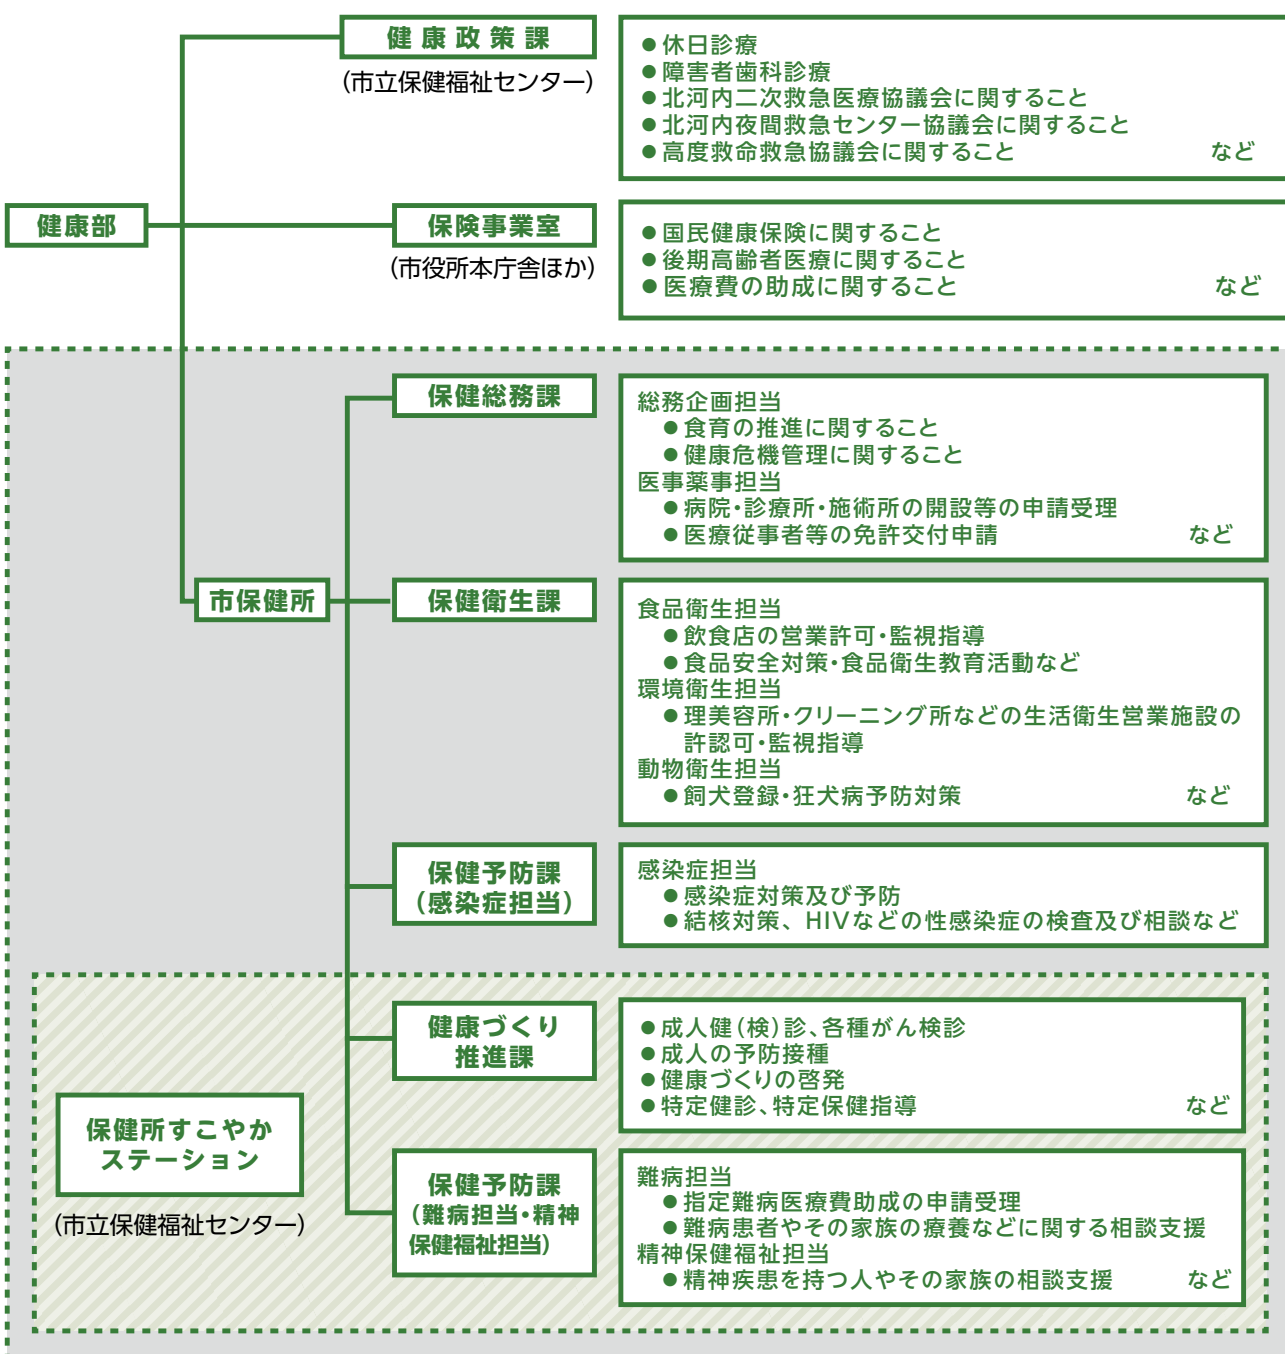 健康政策課
(市立保健福祉センター)
●休日診療
●障害者歯科診療
●北河内二次救急医療協議会に関すること
●北河内夜間救急センター協議会に関すること
●高度救命救急協議会に関すること など
健康部
保険事業室
(市役所本庁舎ほか)
●国民健康保険に関すること
●後期高齢者医療に関すること
●医療費の助成に関すること など
保健総務課
総務企画担当
●食育の推進に関すること
●健康危機管理に関すること
医事薬事担当
●病院・診療所・施術所の開設等の申請受理
●医療従事者等の免許交付申請 など
市保健所
保健衛生課
食品衛生担当
●飲食店の営業許可・監視指導
●食品安全対策・食品衛生教育活動など
環境衛生担当
●理美容所・クリーニング所などの生活衛生営業施設の
許認可・監視指導
動物衛生担当
●飼犬登録・狂犬病予防対策 など
保健予防課
(感染症担当)
感染症担当
●感染症対策及び予防
●結核対策、HIVなどの性感染症の検査及び相談など
健康づくり
推進課
●成人健(検)診、各種がん検診
●成人の予防接種
●健康づくりの啓発
●特定健診、特定保健指導 など
保健所すこやか
ステーション
(市立保健福祉センター)
保健予防課
(難病担当・精神
保健福祉担当)
難病担当
●指定難病医療費助成の申請受理
●難病患者やその家族の療養などに関する相談支援
精神保健福祉担当
●精神疾患を持つ人やその家族の相談支援 など